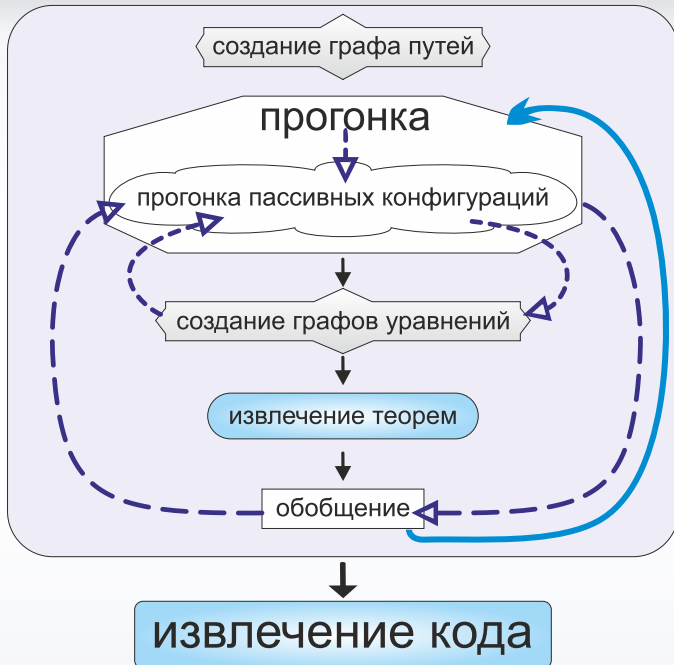 создание графа путей
прогонка
прогонка пассивных конфигураций
создание графов уравнений
извлечение теорем
обобщение
извлечение кода